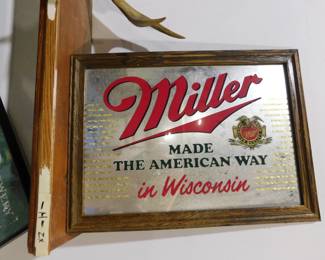 Miller
MADE
THE AMERICAN WAY
in Wisconsin